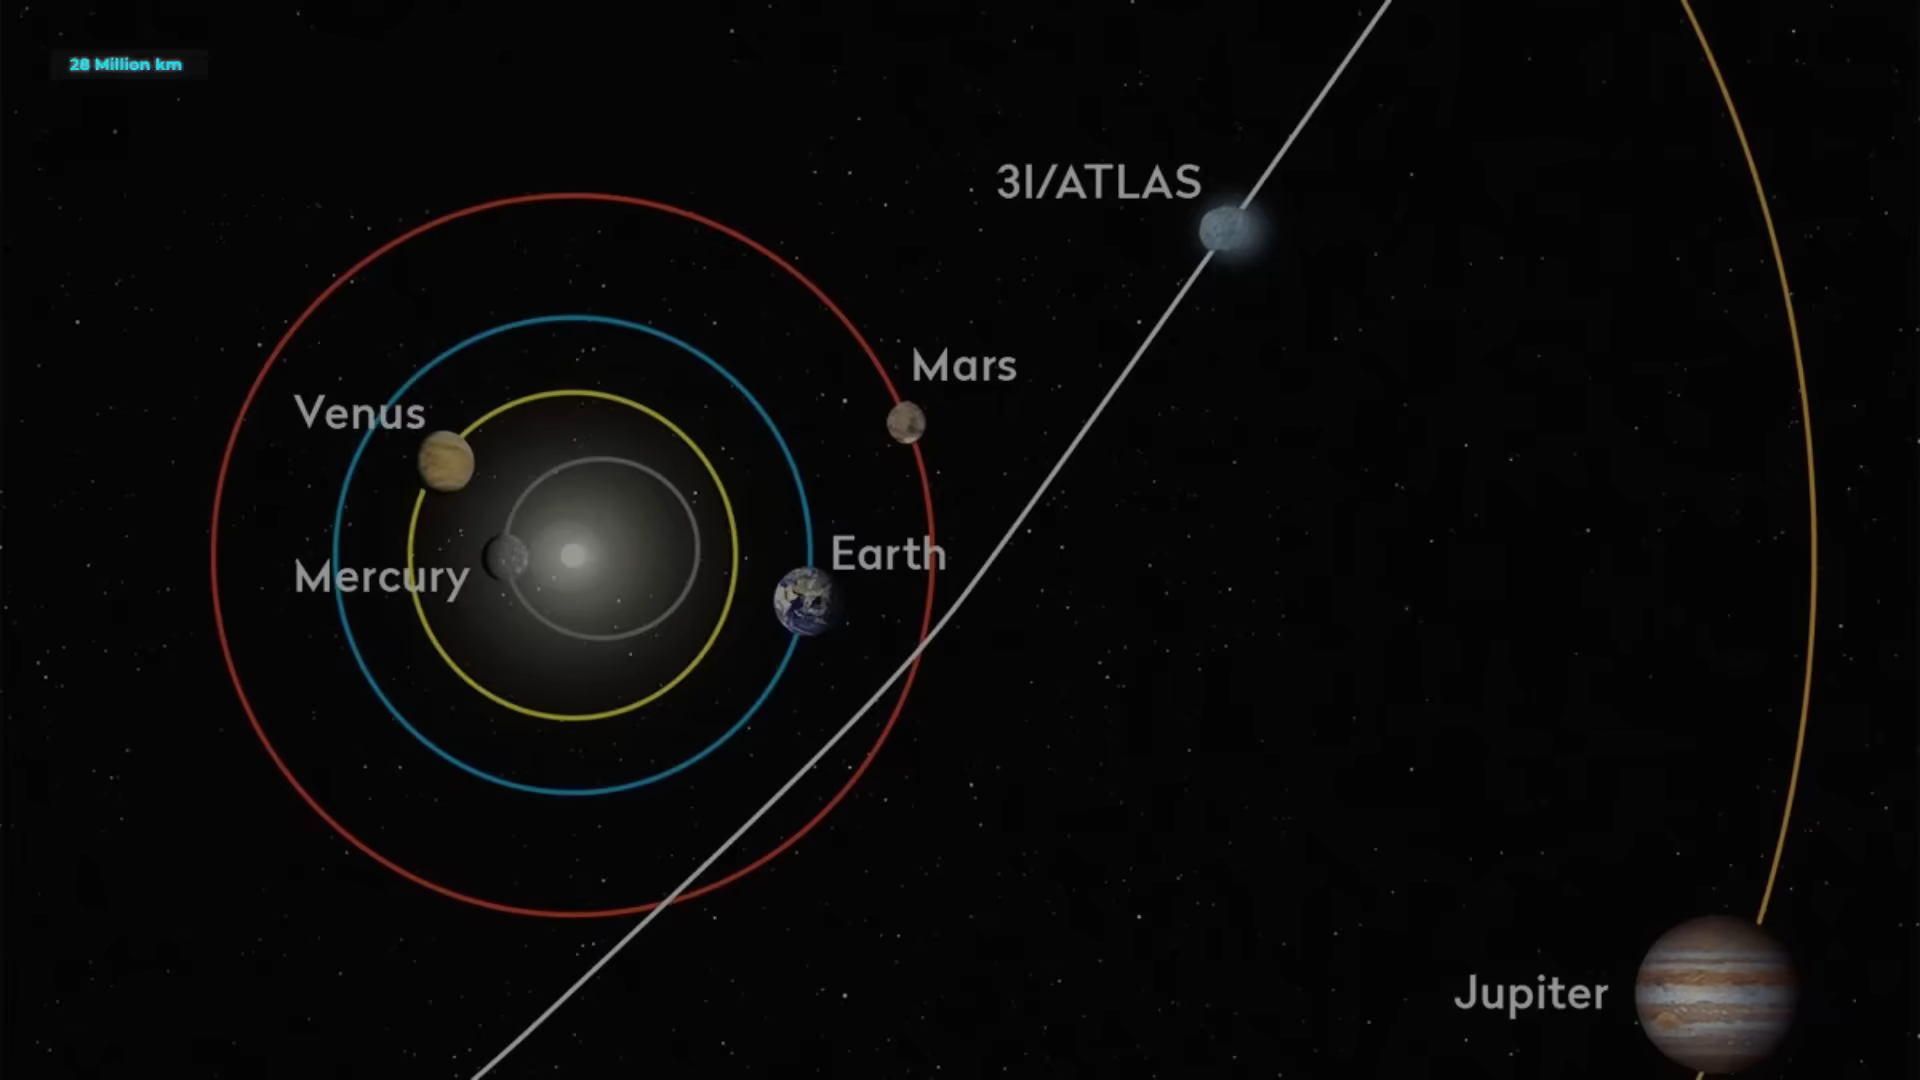 28 Million km
3I/ATLAS
Mars
Venus
Earth
Mercury
Jupiter